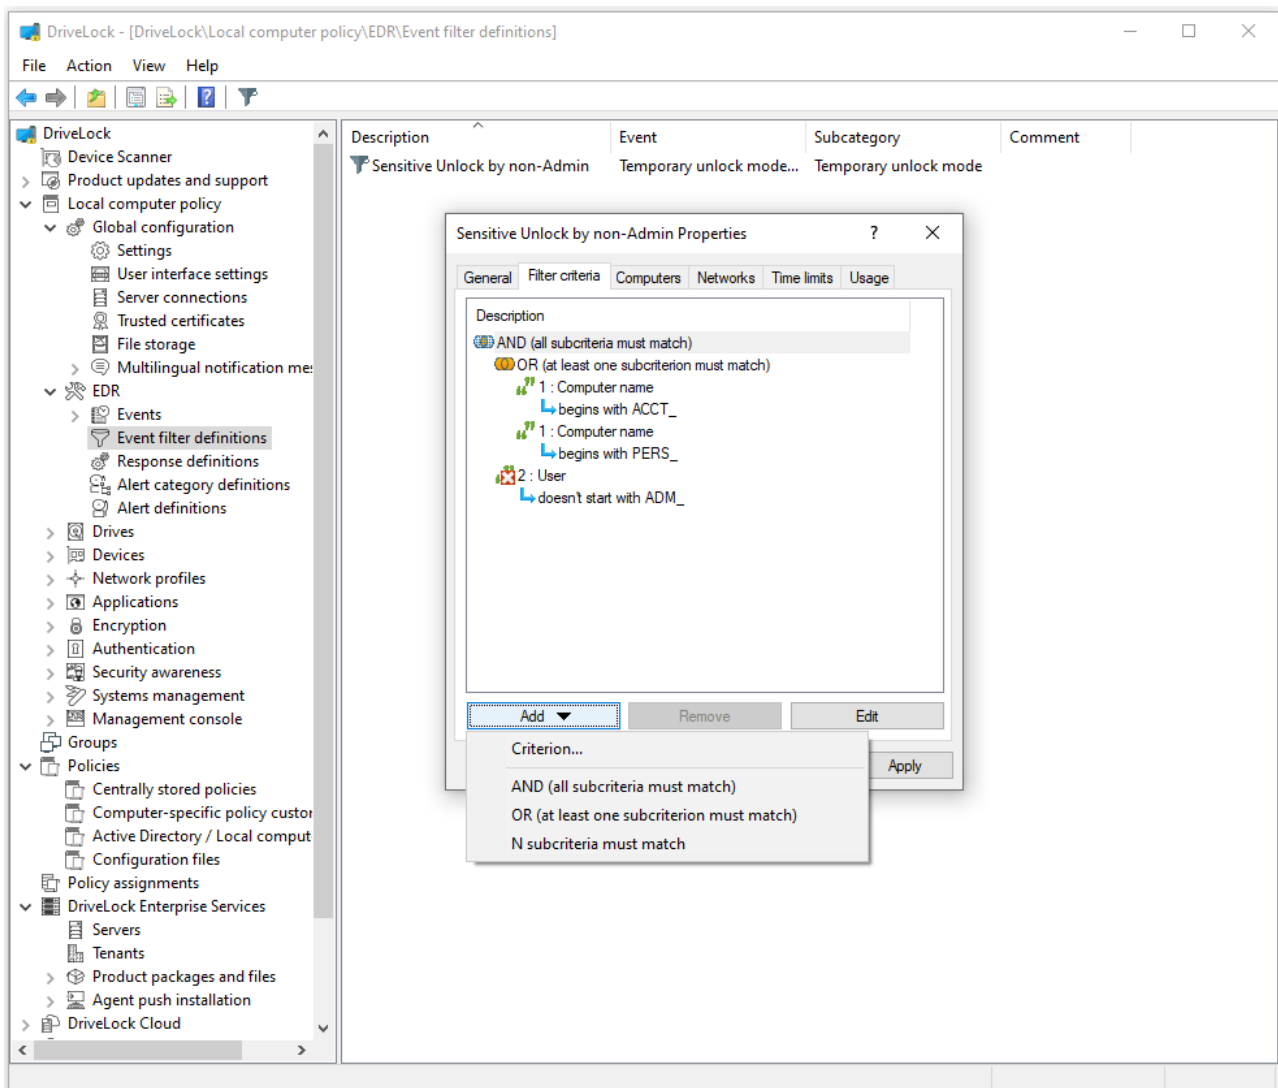 DriveLock - [DriveLock\Local computer policy\EDR\Event filter definitions]
File Action View Help
DriveLock
Device Scanner
Product updates and support
Local computer policy
Global configuration
Settings
User interface settings
Server connections
Trusted certificates
File storage
Multilingual notification me
EDR
Events
Event filter definitions
Response definitions
Alert category definitions
Alert definitions
Drives
Devices
Network profiles
Applications
Encryption
Authentication
Security awareness
Systems management
Management console
Groups
Policies
Centrally stored policies
Computer-specific policy custor
Active Directory / Local comput
Configuration files
Policy assignments
DriveLock Enterprise Services
Servers
Tenants
Product packages and files
Agent push installation
DriveLock Cloud
Description Event Subcategory Comment
Sensitive Unlock by non-Admin Temporary unlock mode... Temporary unlock mode
Sensitive Unlock by non-Admin Properties ?
General Filter criteria Computers Networks Time limits Usage
Description
AND (all subcriteria must match)
OR (at least one subcriterion must match)
1 : Computer name
begins with ACCT_
1 : Computer name
begins with PERS_
2 : User
doesn't start with ADM_
Add Remove Edit
Apply
Criterion...
AND (all subcriteria must match)
OR (at least one subcriterion must match)
N subcriteria must match